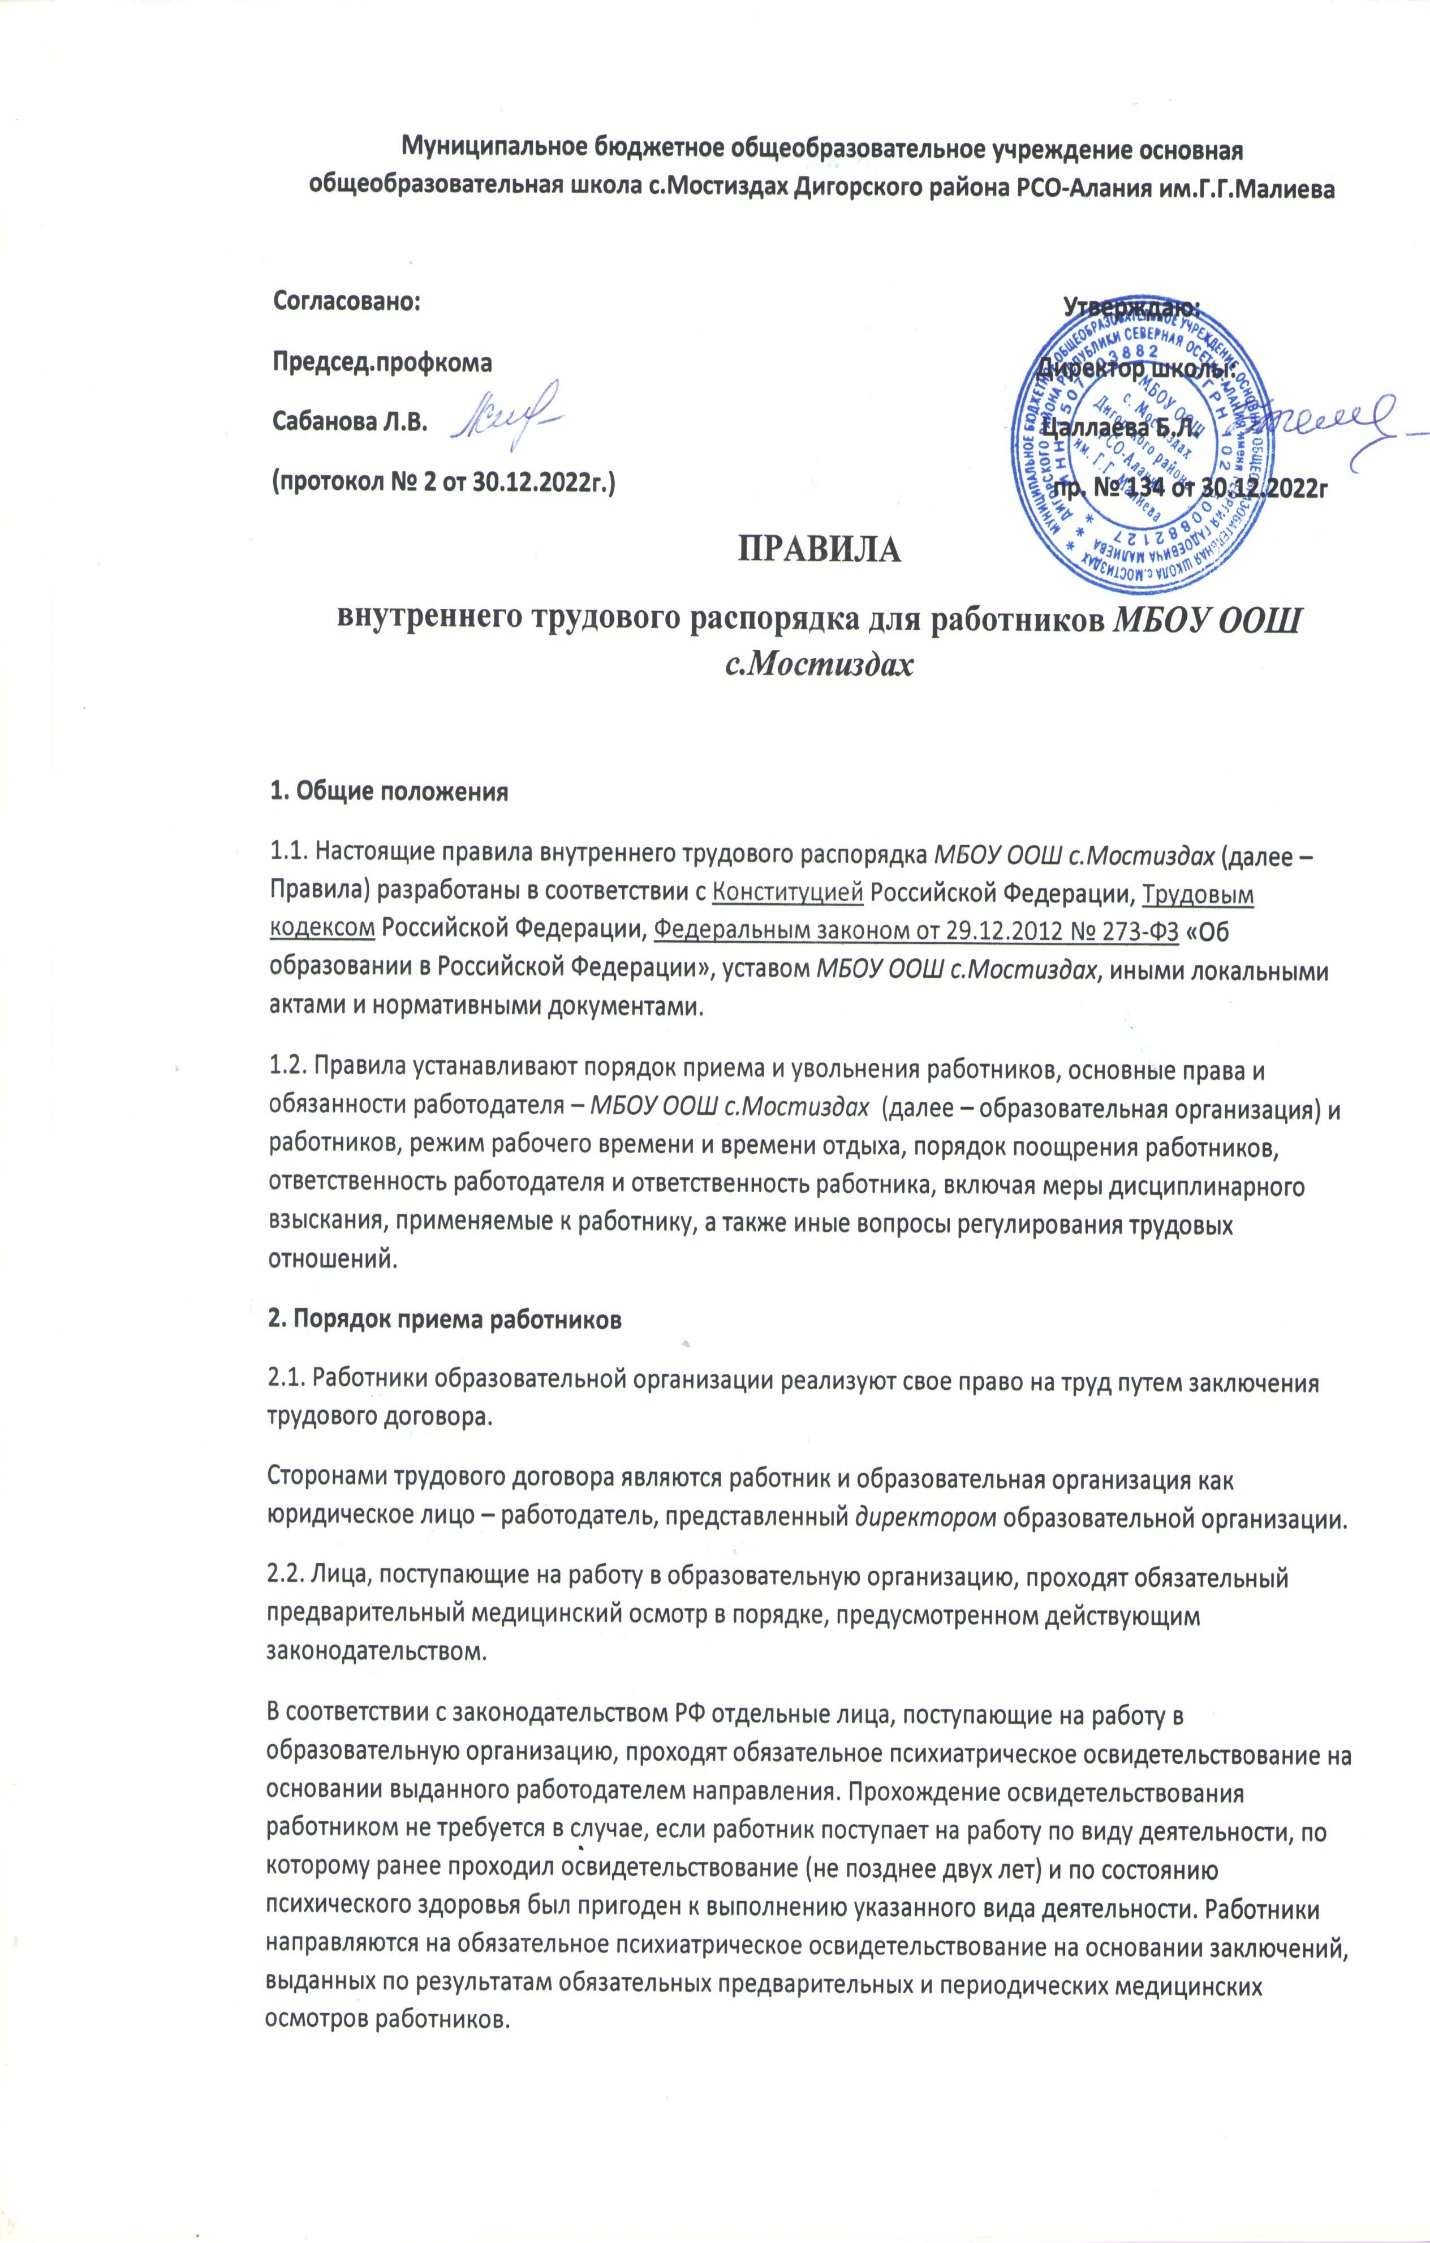 Муниципальное бюджетное общеобразовательное учреждение основная
общеобразовательная школа с.Мостиздах Дигорского района РСО-Алания им.Г.Г.Малиева
Согласовано:
Утверждаю:
Председ.профкома
Директор школы:
Сабанова Л.В.
Цаллаева Б.Л.
(протокол № 2 от 30.12.2022г.)
пр. № 134 от 30.12.2022г
МБОУ ООШ
с. Мостиздах
Дигорского района
РСО-Алания
им. Г.Г. Малиева
ПРАВИЛА
внутреннего трудового распорядка для работников МБОУ ООШ
с.Мостиздах
1. Общие положения
1.1. Настоящие правила внутреннего трудового распорядка МБОУ ООШ с.Мостиздах (далее –
Правила) разработаны в соответствии с Конституцией Российской Федерации, Трудовым
кодексом Российской Федерации, Федеральным законом от 29.12.2012 № 273-ФЗ «Об
образовании в Российской Федерации», уставом МБОУ ООШ с.Мостиздах, иными локальными
актами и нормативными документами.
1.2. Правила устанавливают порядок приема и увольнения работников, основные права и
обязанности работодателя – МБОУ ООШ с.Мостиздах (далее – образовательная организация) и
работников, режим рабочего времени и времени отдыха, порядок поощрения работников,
ответственность работодателя и ответственность работника, включая меры дисциплинарного
взыскания, применяемые к работнику, а также иные вопросы регулирования трудовых
отношений.
2. Порядок приема работников
2.1. Работники образовательной организации реализуют свое право на труд путем заключения
трудового договора.
Сторонами трудового договора являются работник и образовательная организация как
юридическое лицо – работодатель, представленный директором образовательной организации.
2.2. Лица, поступающие на работу в образовательную организацию, проходят обязательный
предварительный медицинский осмотр в порядке, предусмотренном действующим
законодательством.
В соответствии с законодательством РФ отдельные лица, поступающие на работу в
образовательную организацию, проходят обязательное психиатрическое освидетельствование на
основании выданного работодателем направления. Прохождение освидетельствования
работником не требуется в случае, если работник поступает на работу по виду деятельности, по
которому ранее проходил освидетельствование (не позднее двух лет) и по состоянию
психического здоровья был пригоден к выполнению указанного вида деятельности. Работники
направляются на обязательное психиатрическое освидетельствование на основании заключений,
выданных по результатам обязательных предварительных и периодических медицинских
осмотров работников.